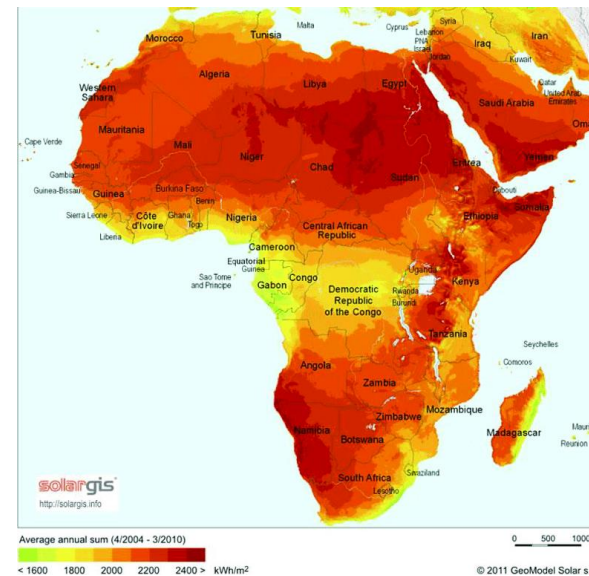 Malta
Cyprus
Syria
Morocco
Tunisia
Lebanon
PNA
Israel
Iraq
Iran
Jordan
Kuwait
Algeria
Libya
Egypt
Western
Sahara
Qatar
United Arab
Emirates
Saudi Arabia
Oma
Mauritania
Cape Verde
Mali
Niger
Chad
Sudan
Eritrea
Yemen
Senegal
Gambia
Guinea-Bissau
Guinea
Burkina Faso
Benin
Djibouti
Somalia
Sierra Leone
Côte
d'Ivoire
Ghana
Togo
Nigeria
Ethiopia
Liberia
Central African
Republic
Cameroon
Equatorial
Guinea
Sao Tome
and Principe
Gabon
Congo
Uganda
Kenya
Democratic
Republic
of the Congo
Rwanda
Burundi
Tanzania
Seychelles
Comoros
Angola
Zambia
Mozambique
Zimbabwe
Madagascar
Mauri
Reunion
Namibia
Botswana
Swaziland
South Africa
Lesotho
solargis
http://solargis.info
Average annual sum (4/2004 - 3/2010)
0 500 1000
< 1600 1800 2000 2200 2400 > kWh/m²
© 2011 GeoModel Solar s